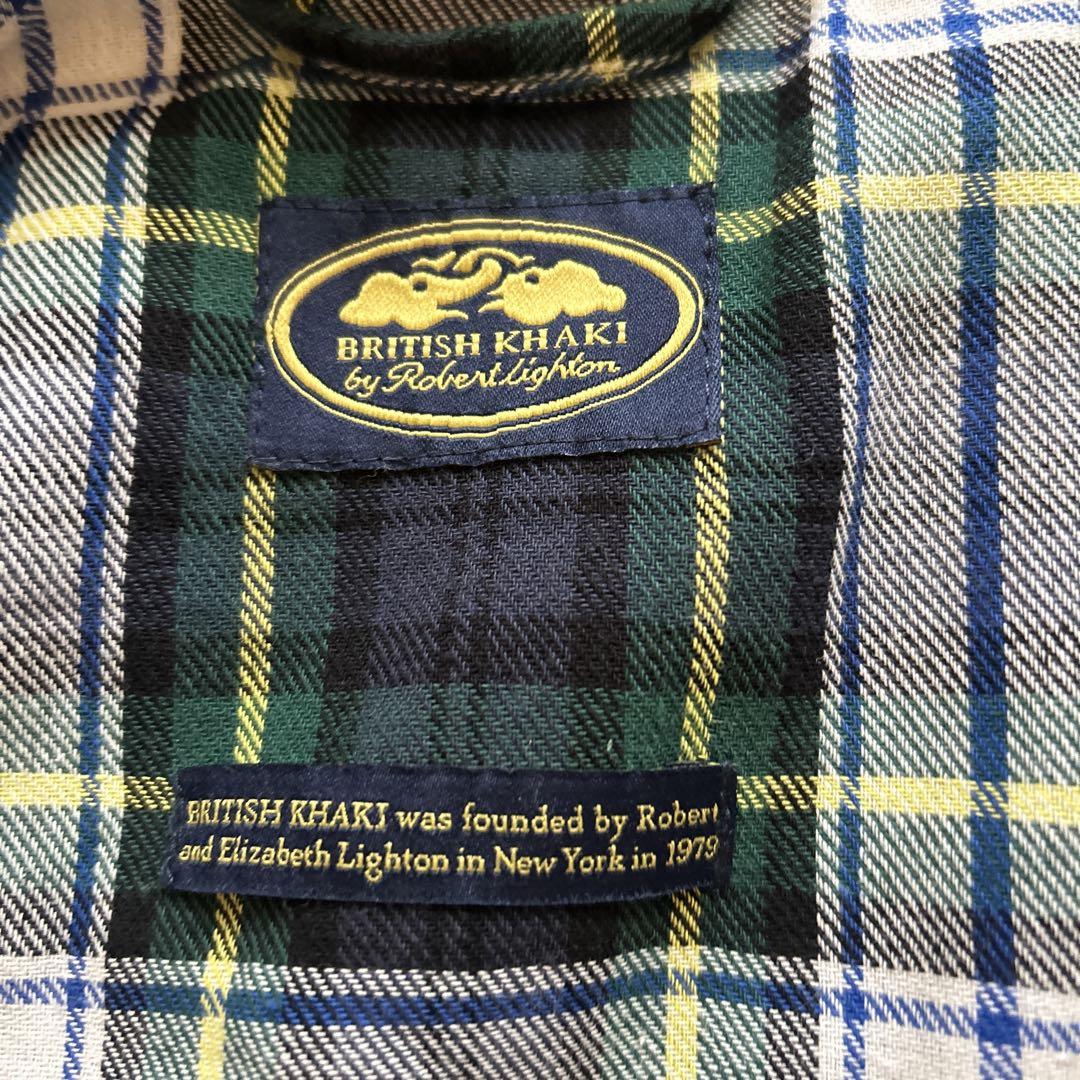 BRITISH KHAKI
by Robert Lighton
BRITISH KHAKI was founded by Robert
and Elizabeth Lighton in New York in 1979